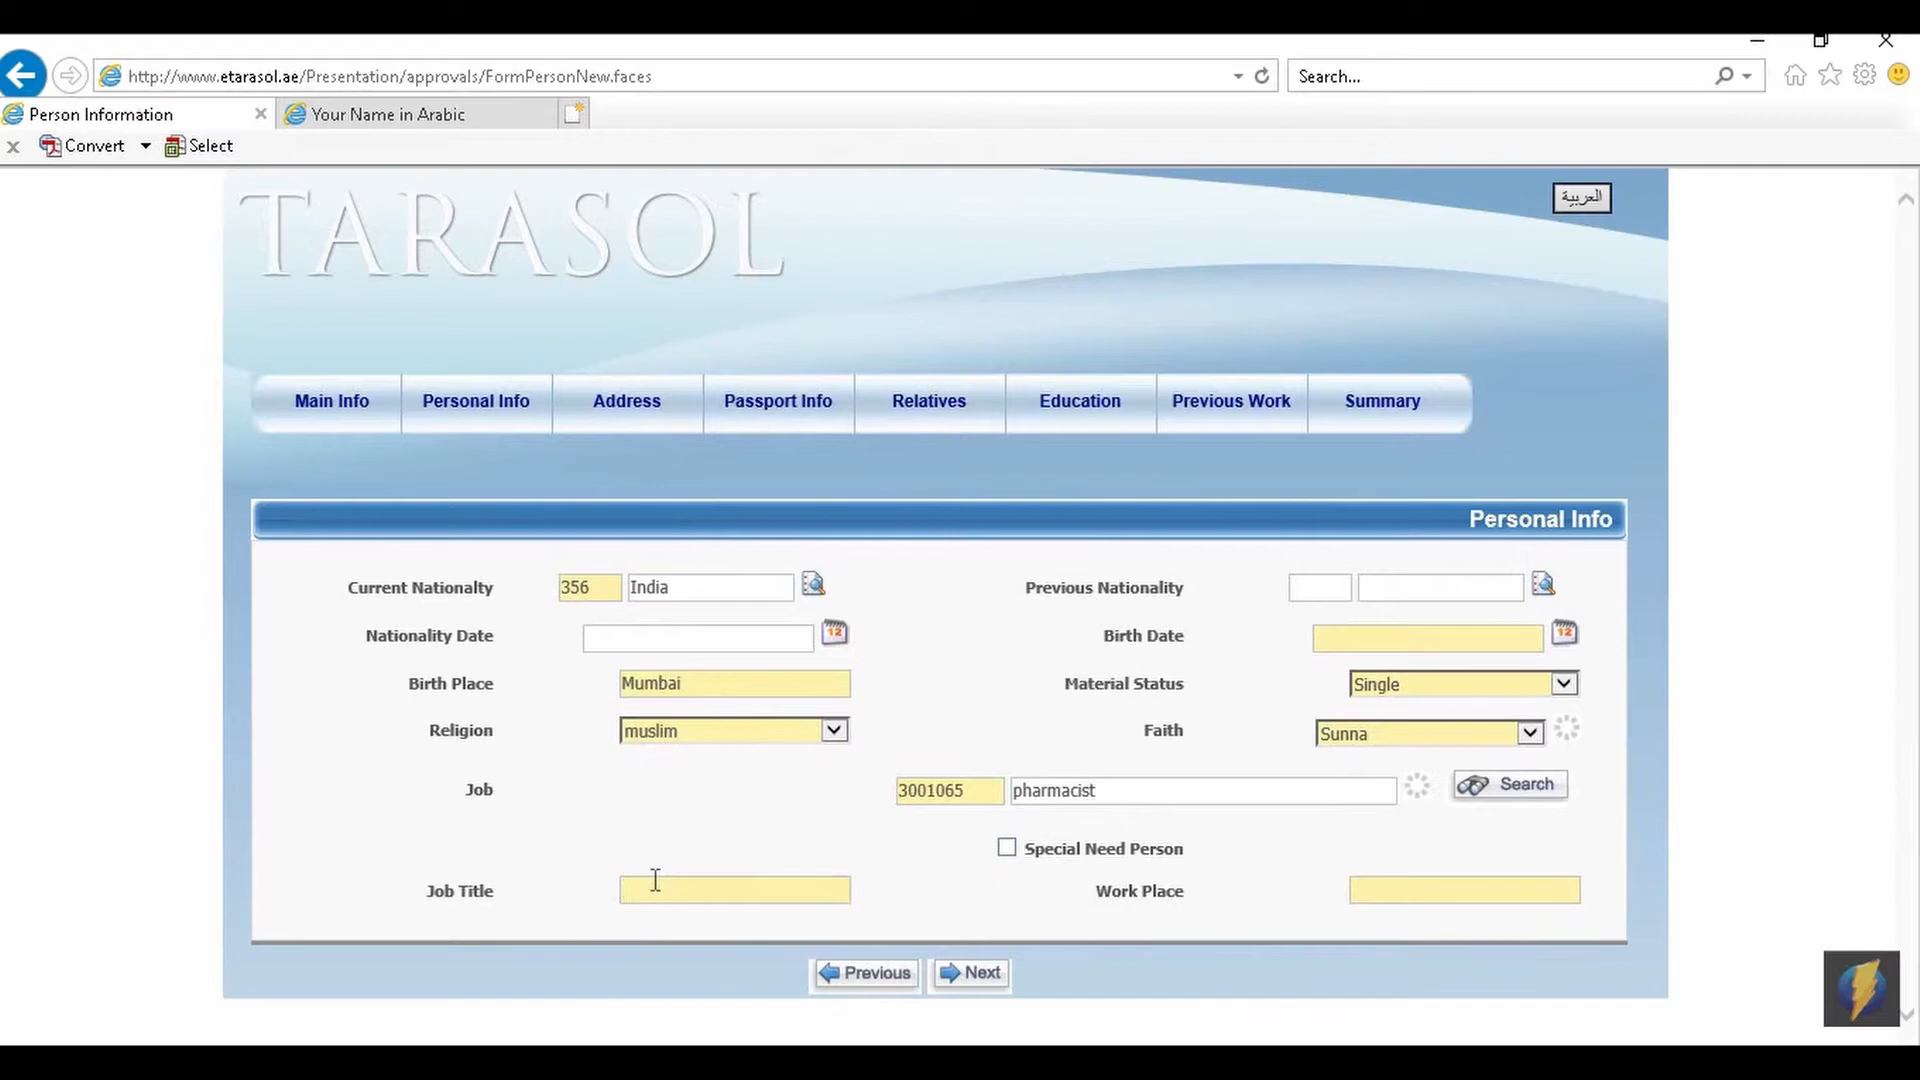 http://www.etarasol.ae/Presentation/approvals/FormPersonNew.faces
Search...
Person Information
Your Name in Arabic
Convert
Select
TARASOL
العربية
Main Info
Personal Info
Address
Passport Info
Relatives
Education
Previous Work
Summary
Personal Info
Current Nationalty 356 India
Previous Nationality
Nationality Date 12
Birth Date 12
Birth Place Mumbai
Material Status Single
Religion muslim
Faith Sunna
Job 3001065 pharmacist Search
Special Need Person
Job Title
Work Place
Previous
Next